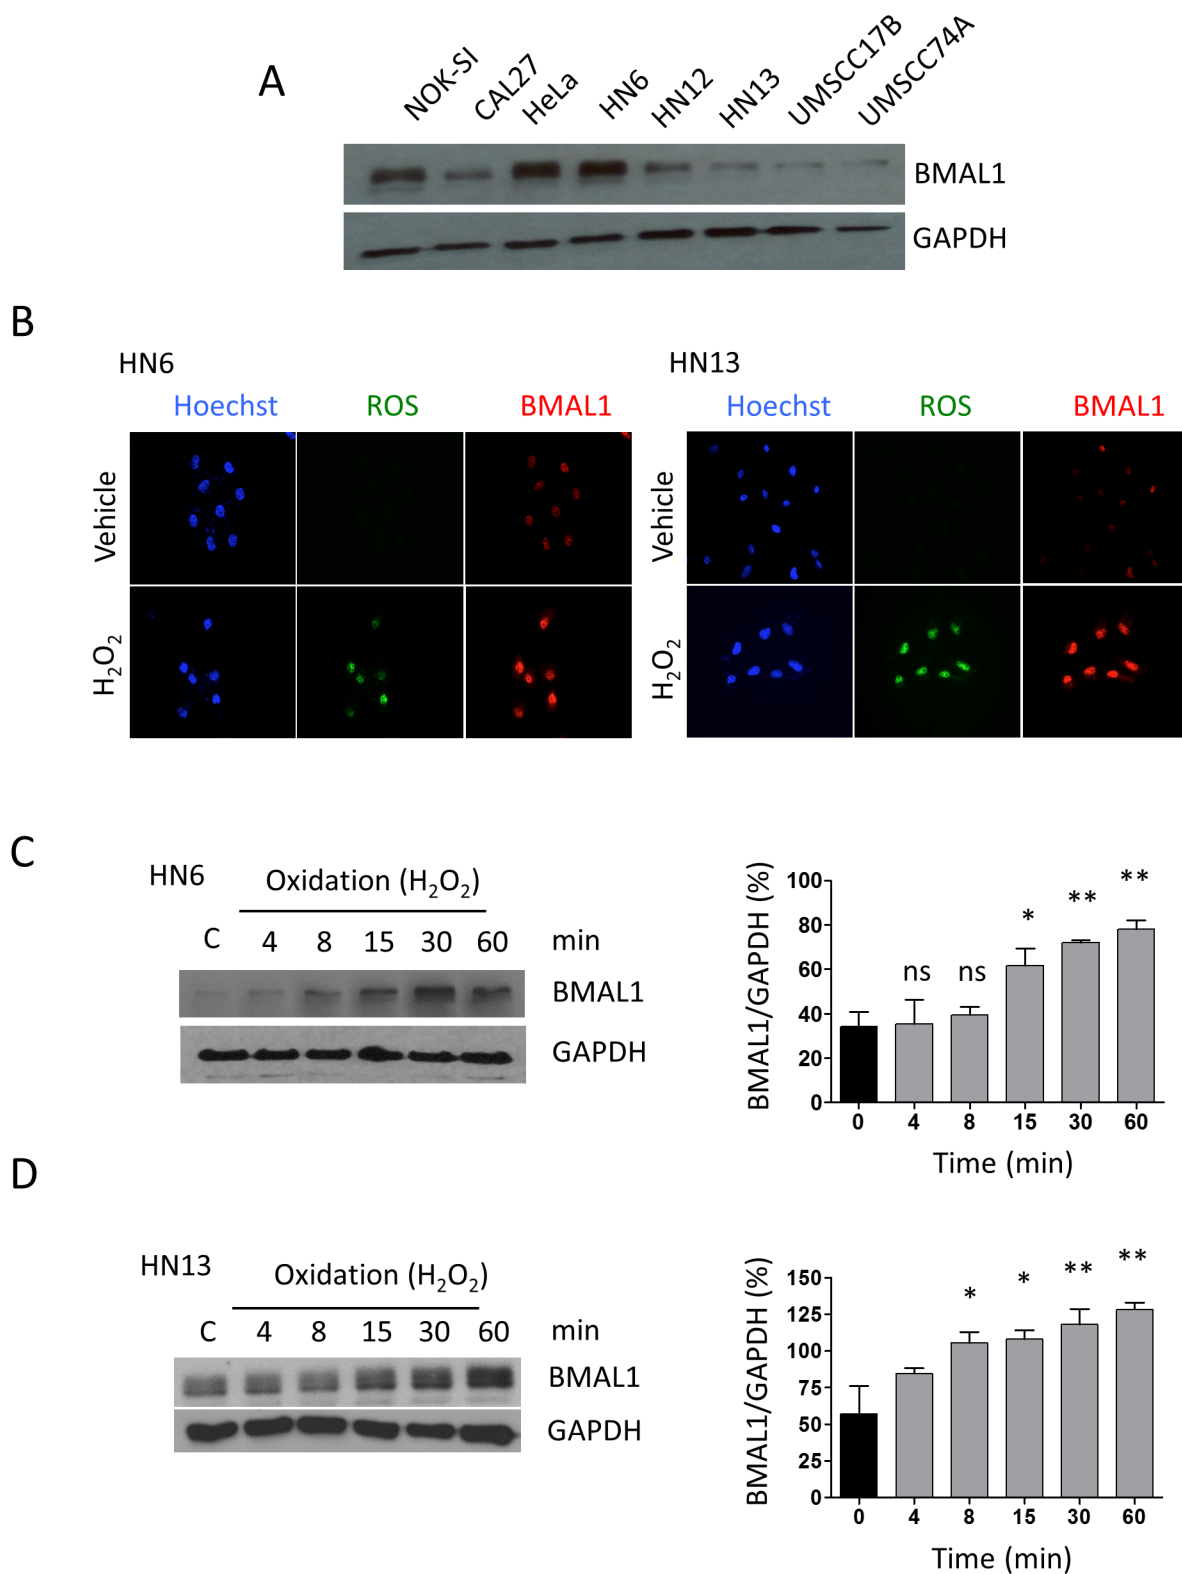 A
NOK-SI CAL27 HeLa HN6 HN12 HN13 UMSCC17B UMSCC74A
BMAL1
GAPDH
B
HN6 HN13
Hoechst ROS BMAL1 Hoechst ROS BMAL1
Vehicle Vehicle
H₂O₂ H₂O₂
C
HN6 Oxidation (H₂O₂)
C 4 8 15 30 60 min
BMAL1
GAPDH
BMAL1/GAPDH (%)
100
80
60
40
20
0
ns ns * ** **
0 4 8 15 30 60
Time (min)
D
HN13 Oxidation (H₂O₂)
C 4 8 15 30 60 min
BMAL1
GAPDH
BMAL1/GAPDH (%)
150
125
100
75
50
25
0
* * ** **
0 4 8 15 30 60
Time (min)